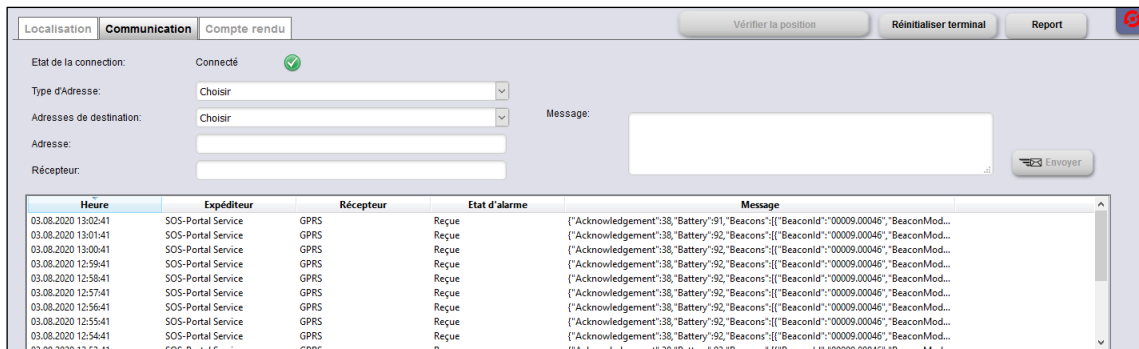 Localisation Communication Compte rendu Vérifier la position Réinitialiser terminal Report
Etat de la connection: Connecté
Type d'Adresse: Choisir
Adresses de destination: Choisir Message:
Adresse:
Récepteur: Envoyer
Heure Expéditeur Récepteur Etat d'alarme Message
03.08.2020 13:02:41 SOS-Portal Service GPRS Reçue {"Acknowledgement":38,"Battery":91,"Beacons":[{"BeaconId":"00009.00046","BeaconMod...
03.08.2020 13:01:41 SOS-Portal Service GPRS Reçue {"Acknowledgement":38,"Battery":92,"Beacons":[{"BeaconId":"00009.00046","BeaconMod...
03.08.2020 13:00:41 SOS-Portal Service GPRS Reçue {"Acknowledgement":38,"Battery":92,"Beacons":[{"BeaconId":"00009.00046","BeaconMod...
03.08.2020 12:59:41 SOS-Portal Service GPRS Reçue {"Acknowledgement":38,"Battery":92,"Beacons":[{"BeaconId":"00009.00046","BeaconMod...
03.08.2020 12:58:41 SOS-Portal Service GPRS Reçue {"Acknowledgement":38,"Battery":92,"Beacons":[{"BeaconId":"00009.00046","BeaconMod...
03.08.2020 12:57:41 SOS-Portal Service GPRS Reçue {"Acknowledgement":38,"Battery":92,"Beacons":[{"BeaconId":"00009.00046","BeaconMod...
03.08.2020 12:56:41 SOS-Portal Service GPRS Reçue {"Acknowledgement":38,"Battery":92,"Beacons":[{"BeaconId":"00009.00046","BeaconMod...
03.08.2020 12:55:41 SOS-Portal Service GPRS Reçue {"Acknowledgement":38,"Battery":92,"Beacons":[{"BeaconId":"00009.00046","BeaconMod...
03.08.2020 12:54:41 SOS-Portal Service GPRS Reçue {"Acknowledgement":38,"Battery":92,"Beacons":[{"BeaconId":"00009.00046","BeaconMod...